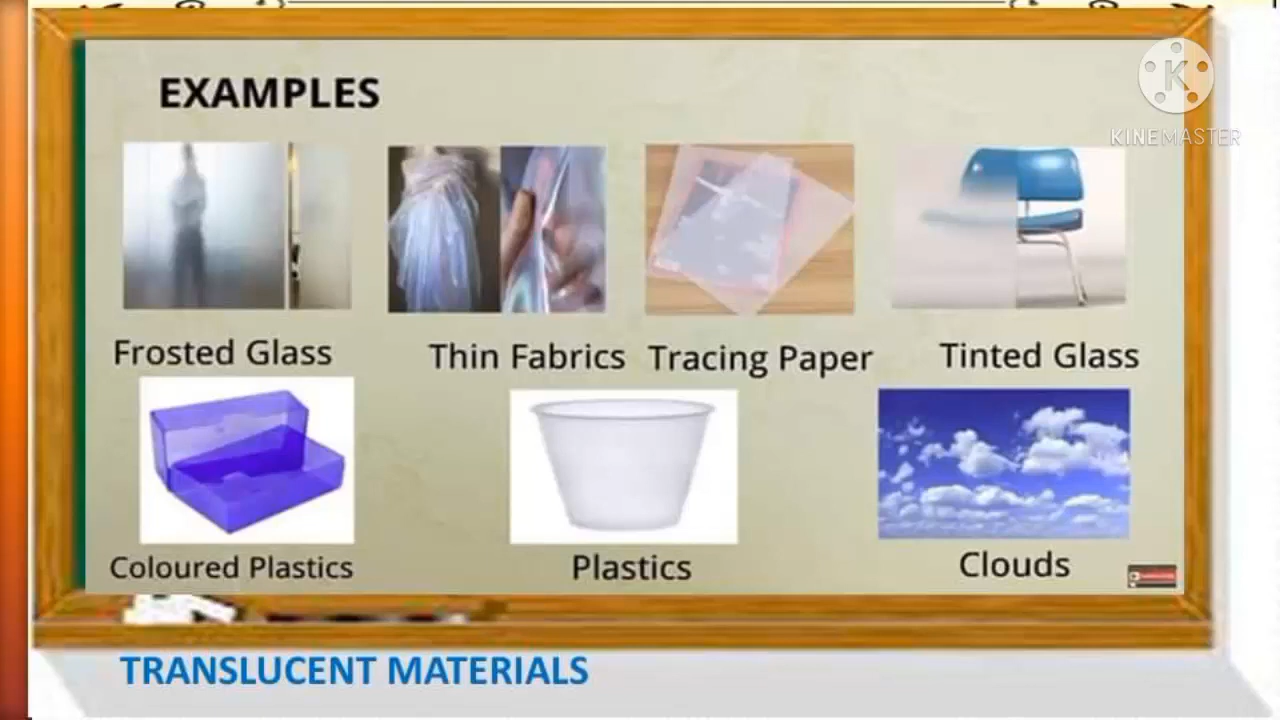 EXAMPLES
K
KINEMASTER
Frosted Glass
Thin Fabrics
Tracing Paper
Tinted Glass
Coloured Plastics
Plastics
Clouds
TRANSLUCENT MATERIALS